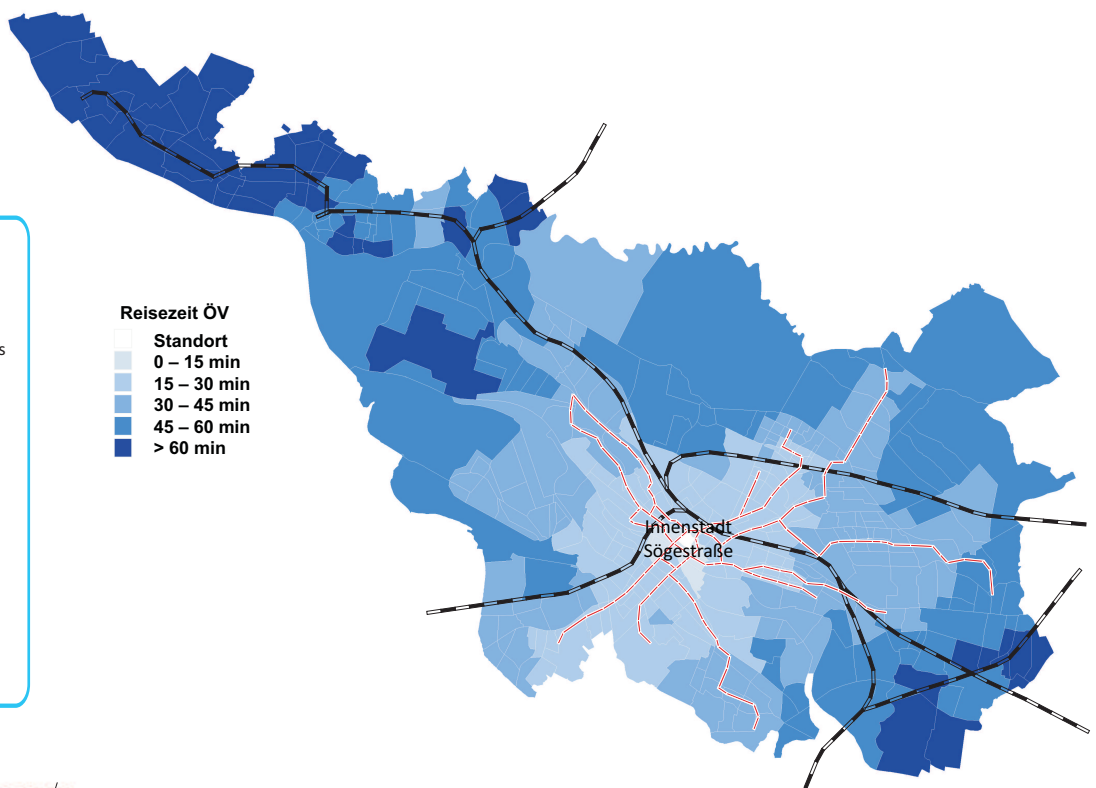 s
Reisezeit ÖV
Standort
0 – 15 min
15 – 30 min
30 – 45 min
45 – 60 min
> 60 min
Innenstadt
Sögestraße